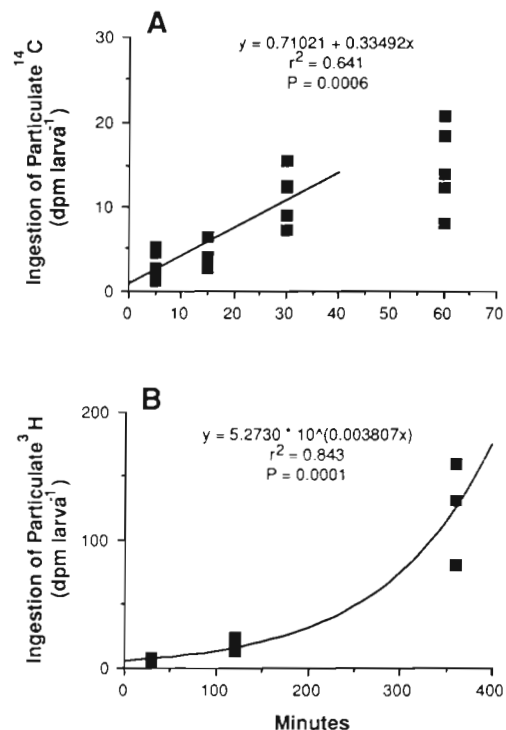 A
y = 0.71021 + 0.33492x
r² = 0.641
P = 0.0006
Ingestion of Particulate ¹⁴C
(dpm larva⁻¹)
30
20
10
0
0 10 20 30 40 50 60 70
B
y = 5.2730 * 10^(0.003807x)
r² = 0.843
P = 0.0001
Ingestion of Particulate ³H
(dpm larva⁻¹)
200
100
0
0 100 200 300 400
Minutes